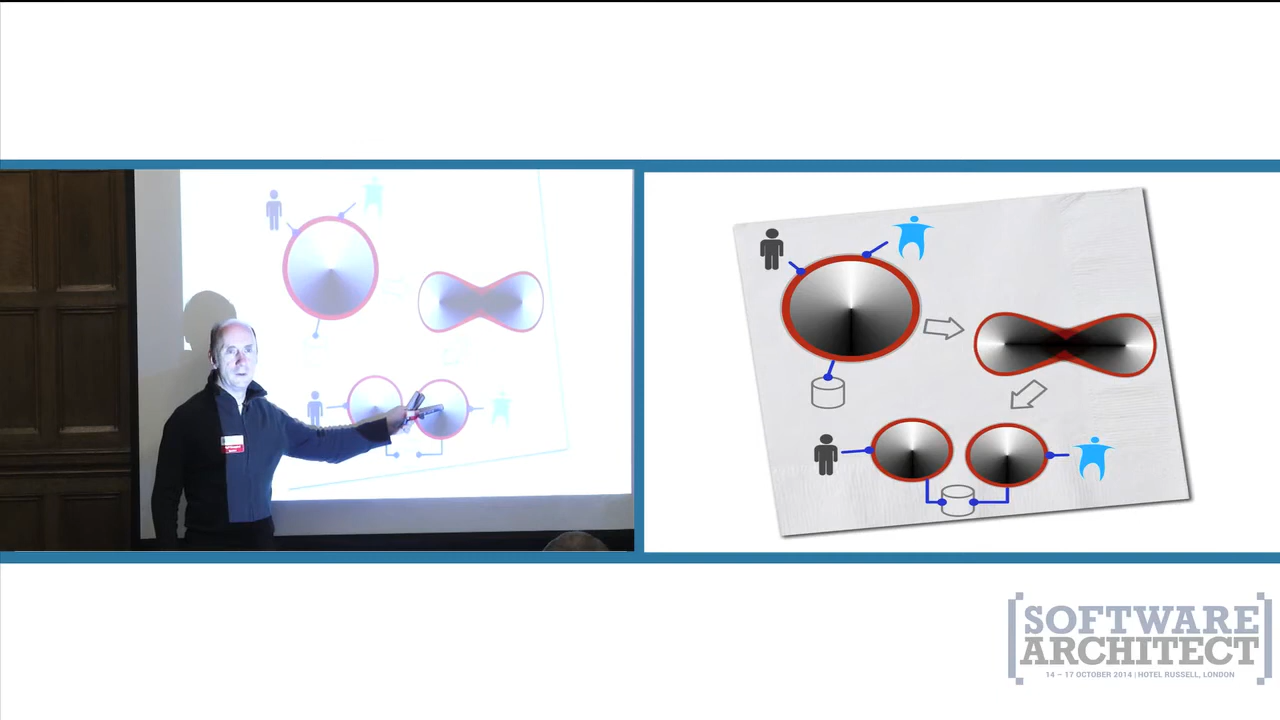 SOFTWARE
ARCHITECT
14 – 17 OCTOBER 2014 | HOTEL RUSSELL, LONDON